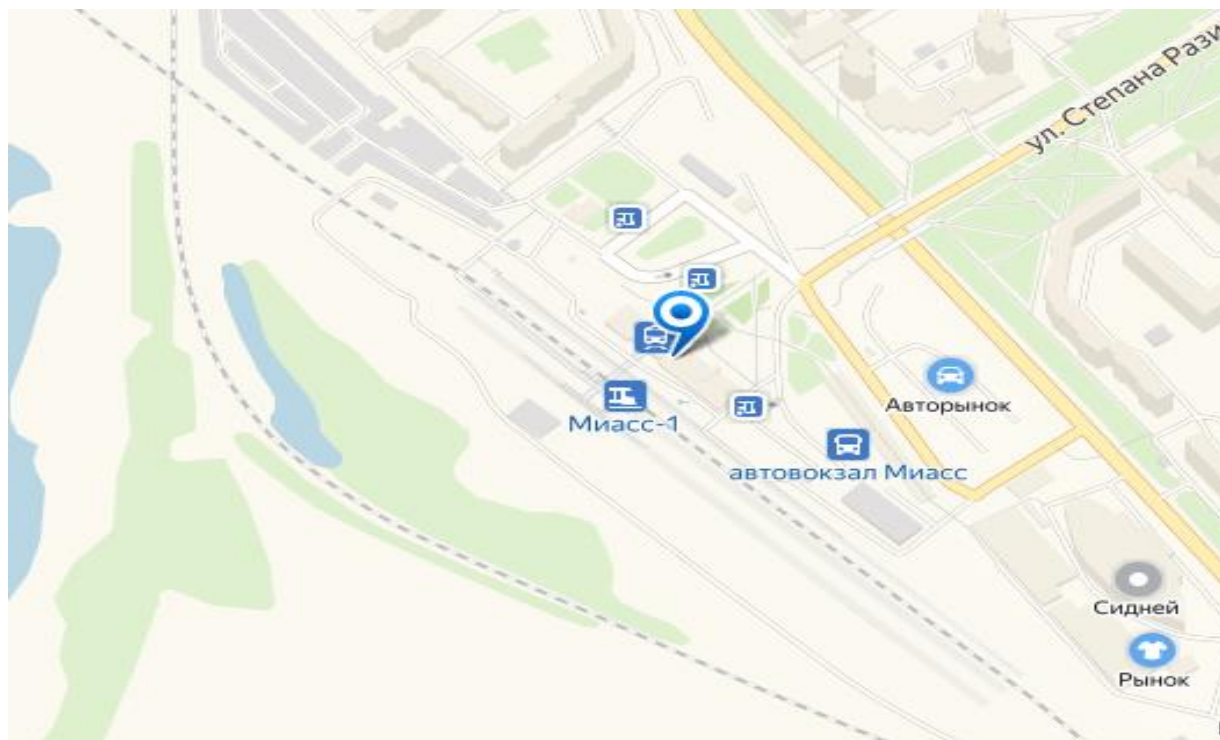 ул. Степана Рази
Авторынок
Миасс-1
автовокзал Миасс
Сидней
Рынок